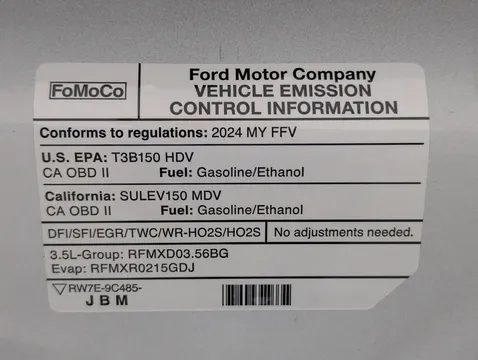 FoMoCo
Ford Motor Company
VEHICLE EMISSION
CONTROL INFORMATION
Conforms to regulations: 2024 MY FFV
U.S. EPA: T3B150 HDV
CA OBD II Fuel: Gasoline/Ethanol
California: SULEV150 MDV
CA OBD II Fuel: Gasoline/Ethanol
DFI/SFI/EGR/TWC/WR-HO2S/HO2S No adjustments needed.
3.5L-Group: RFMXD03.56BG
Evap: RFMXR0215GDJ
RW7E-9C485-
JBM